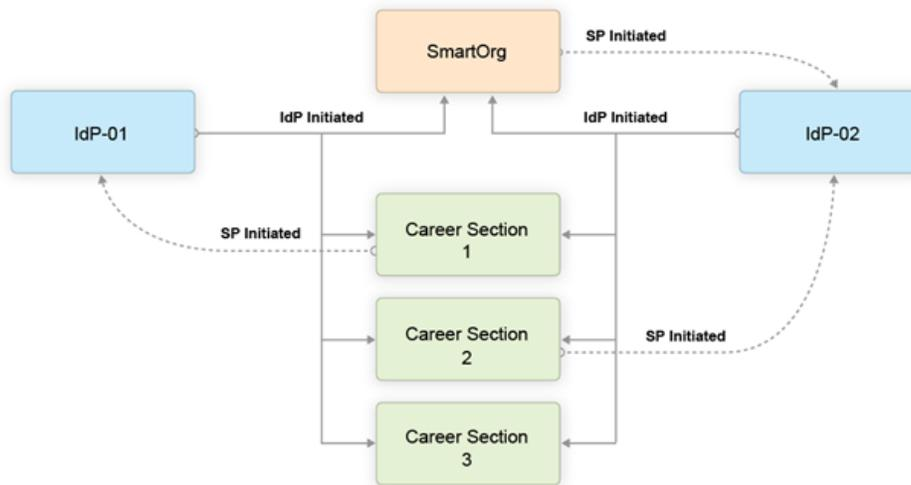 SmartOrg
SP Initiated
IdP-01
IdP Initiated
IdP Initiated
IdP-02
SP Initiated
Career Section
1
Career Section
2
SP Initiated
Career Section
3